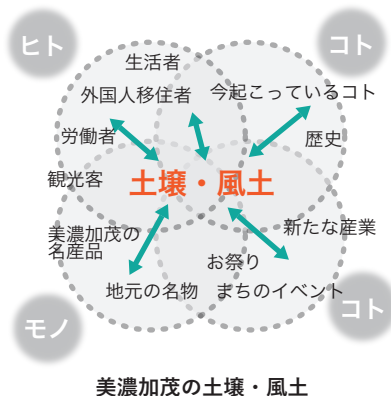 ヒト
コト
生活者
外国人移住者
今起こっているコト
労働者
歴史
観光客
土壌・風土
美濃加茂の
名産品
新たな産業
お祭り
地元の名物
まちのイベント
モノ
コト
美濃加茂の土壌・風土